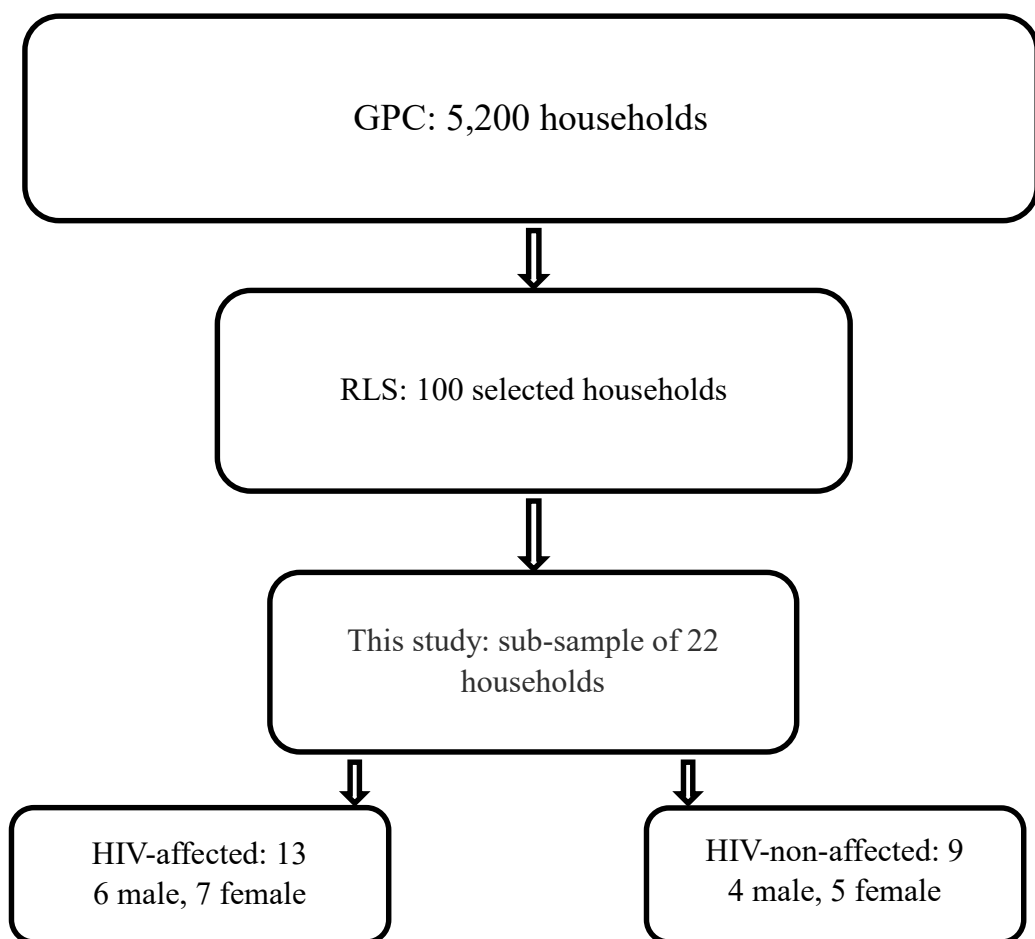 GPC: 5,200 households
RLS: 100 selected households
This study: sub-sample of 22
households
HIV-affected: 13
6 male, 7 female
HIV-non-affected: 9
4 male, 5 female